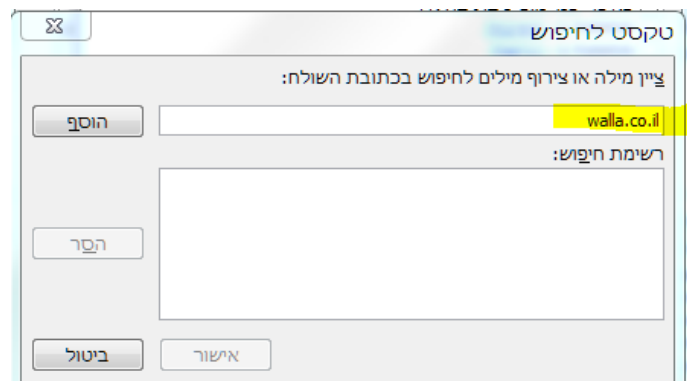 טקסט לחיפוש
ציין מילה או צירוף מילים לחיפוש בכתובת השולח:
walla.co.il
הוסף
רשימת חיפוש:
הסר
אישור
ביטול